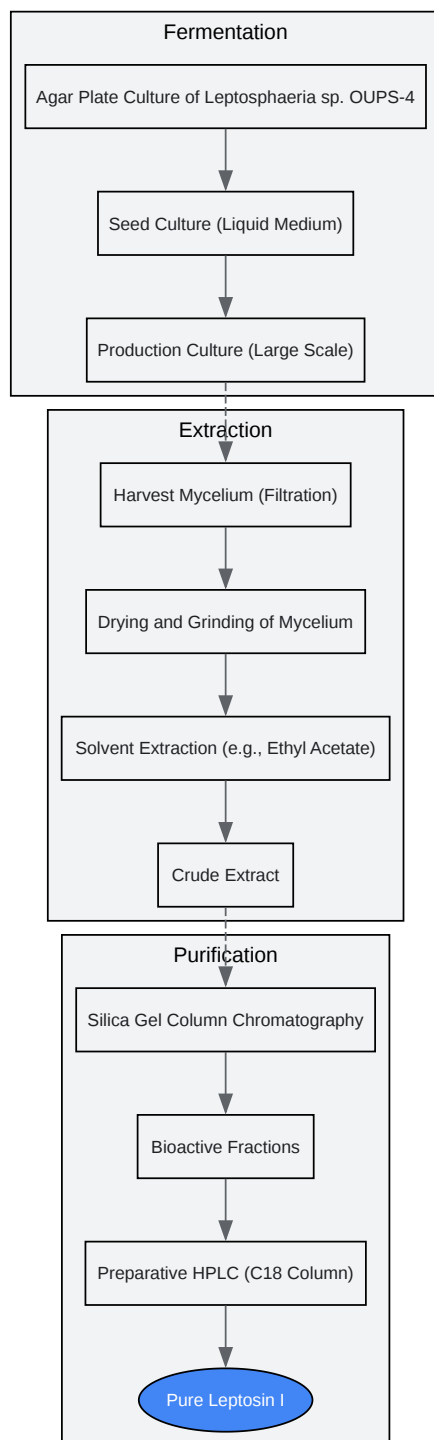 Fermentation
Agar Plate Culture of Leptosphaeria sp. OUPS-4
Seed Culture (Liquid Medium)
Production Culture (Large Scale)
Extraction
Harvest Mycelium (Filtration)
Drying and Grinding of Mycelium
Solvent Extraction (e.g., Ethyl Acetate)
Crude Extract
Purification
Silica Gel Column Chromatography
Bioactive Fractions
Preparative HPLC (C18 Column)
Pure Leptosin I